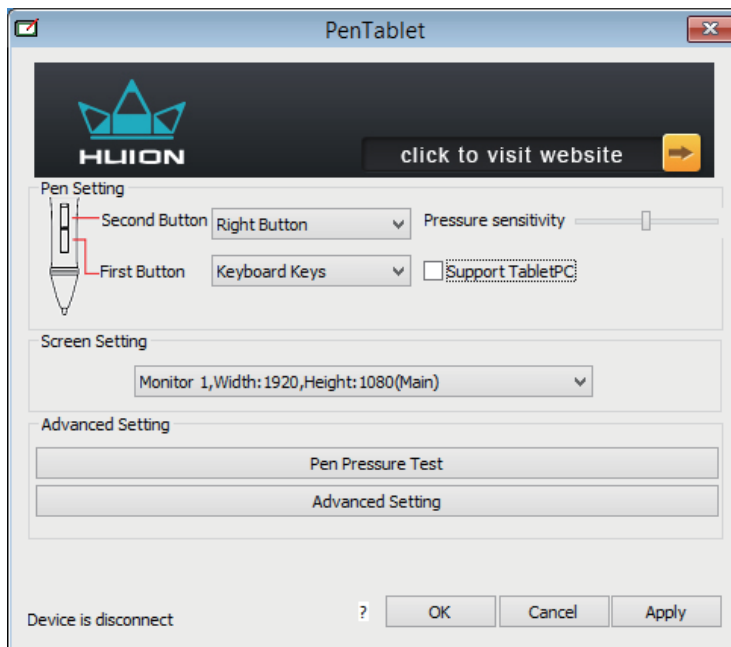 PenTablet
HUION
click to visit website
Pen Setting
Second Button Right Button Pressure sensitivity
First Button Keyboard Keys Support TabletPC
Screen Setting
Monitor 1,Width:1920,Height:1080(Main)
Advanced Setting
Pen Pressure Test
Advanced Setting
Device is disconnect ? OK Cancel Apply